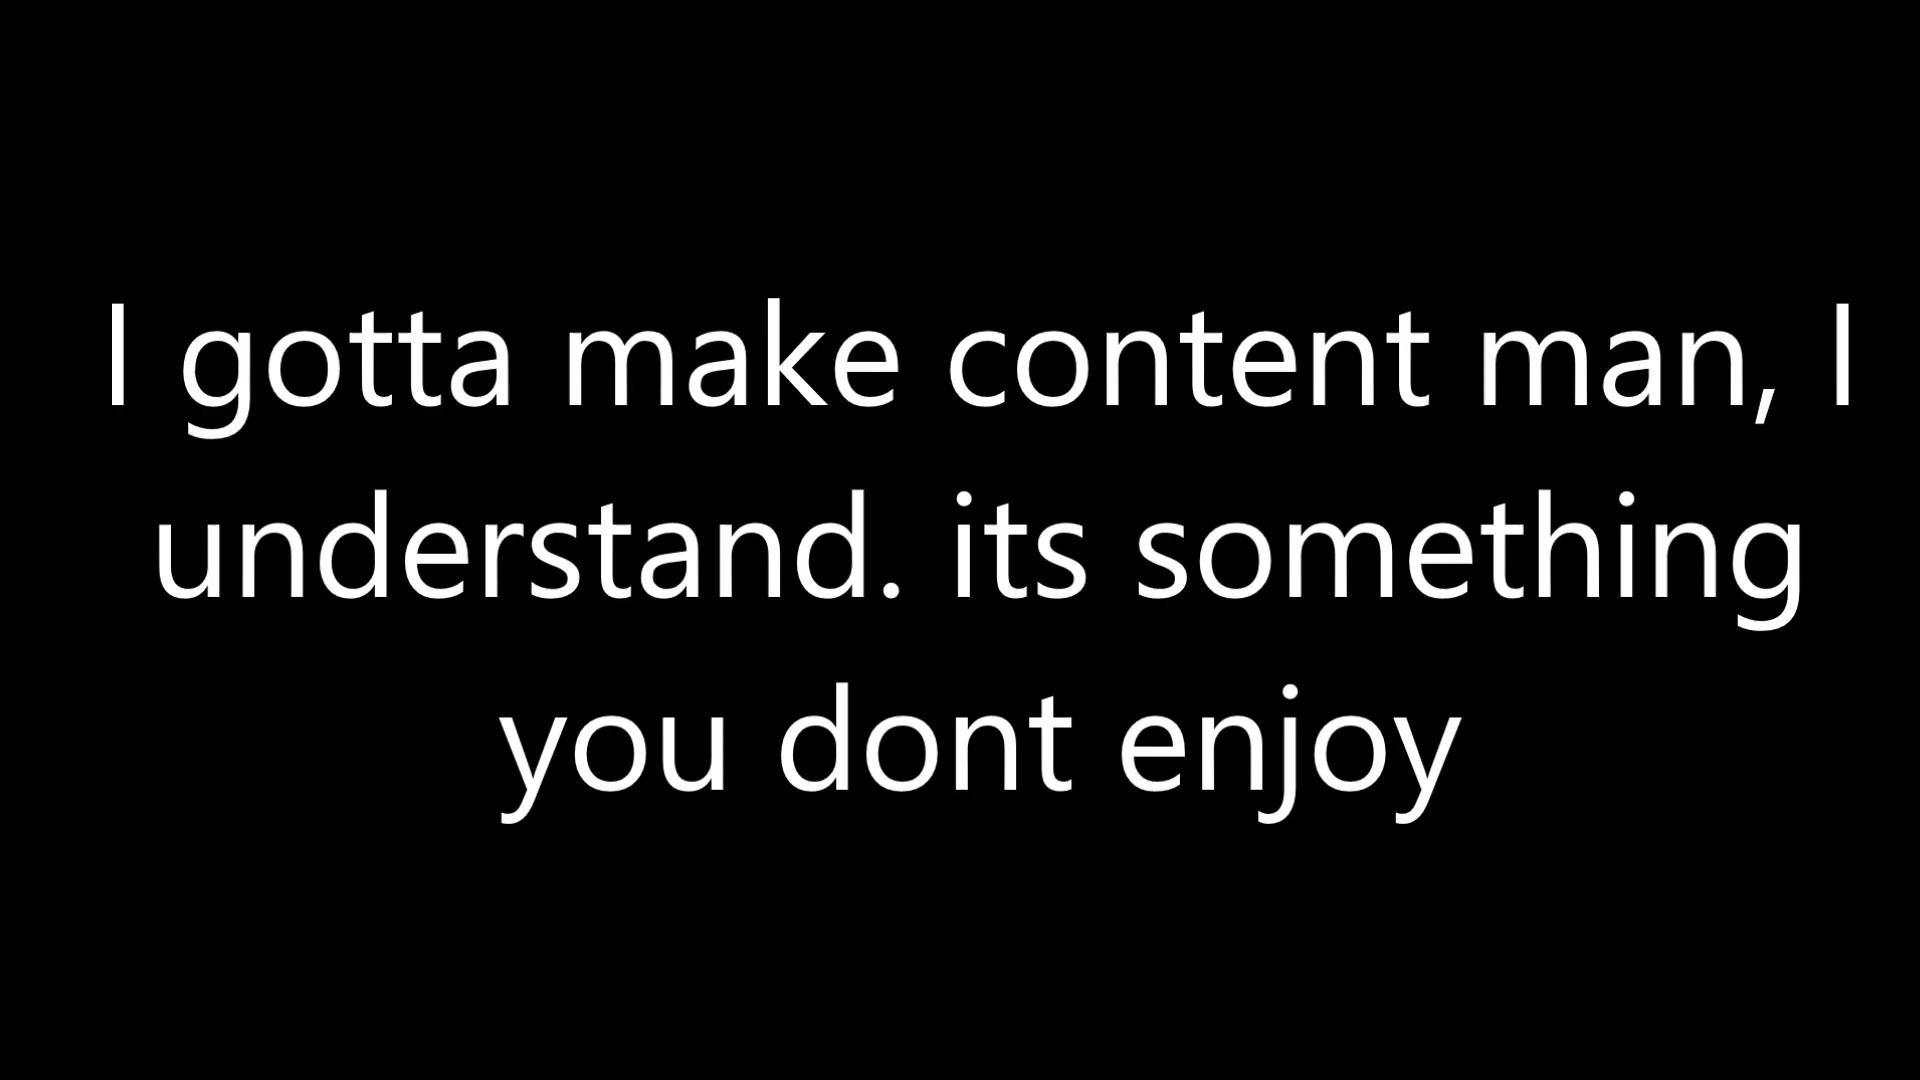 I gotta make content man, I
understand. its something
you dont enjoy